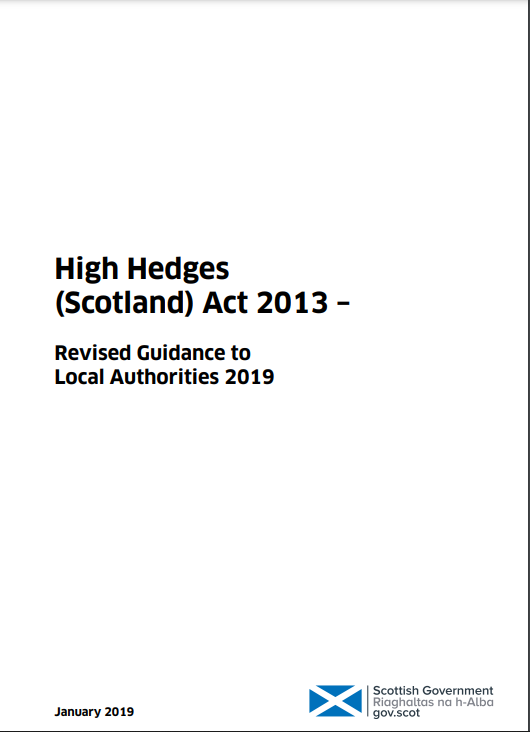 High Hedges
(Scotland) Act 2013 –
Revised Guidance to
Local Authorities 2019
January 2019
Scottish Government
Riaghaltas na h-Alba
gov.scot